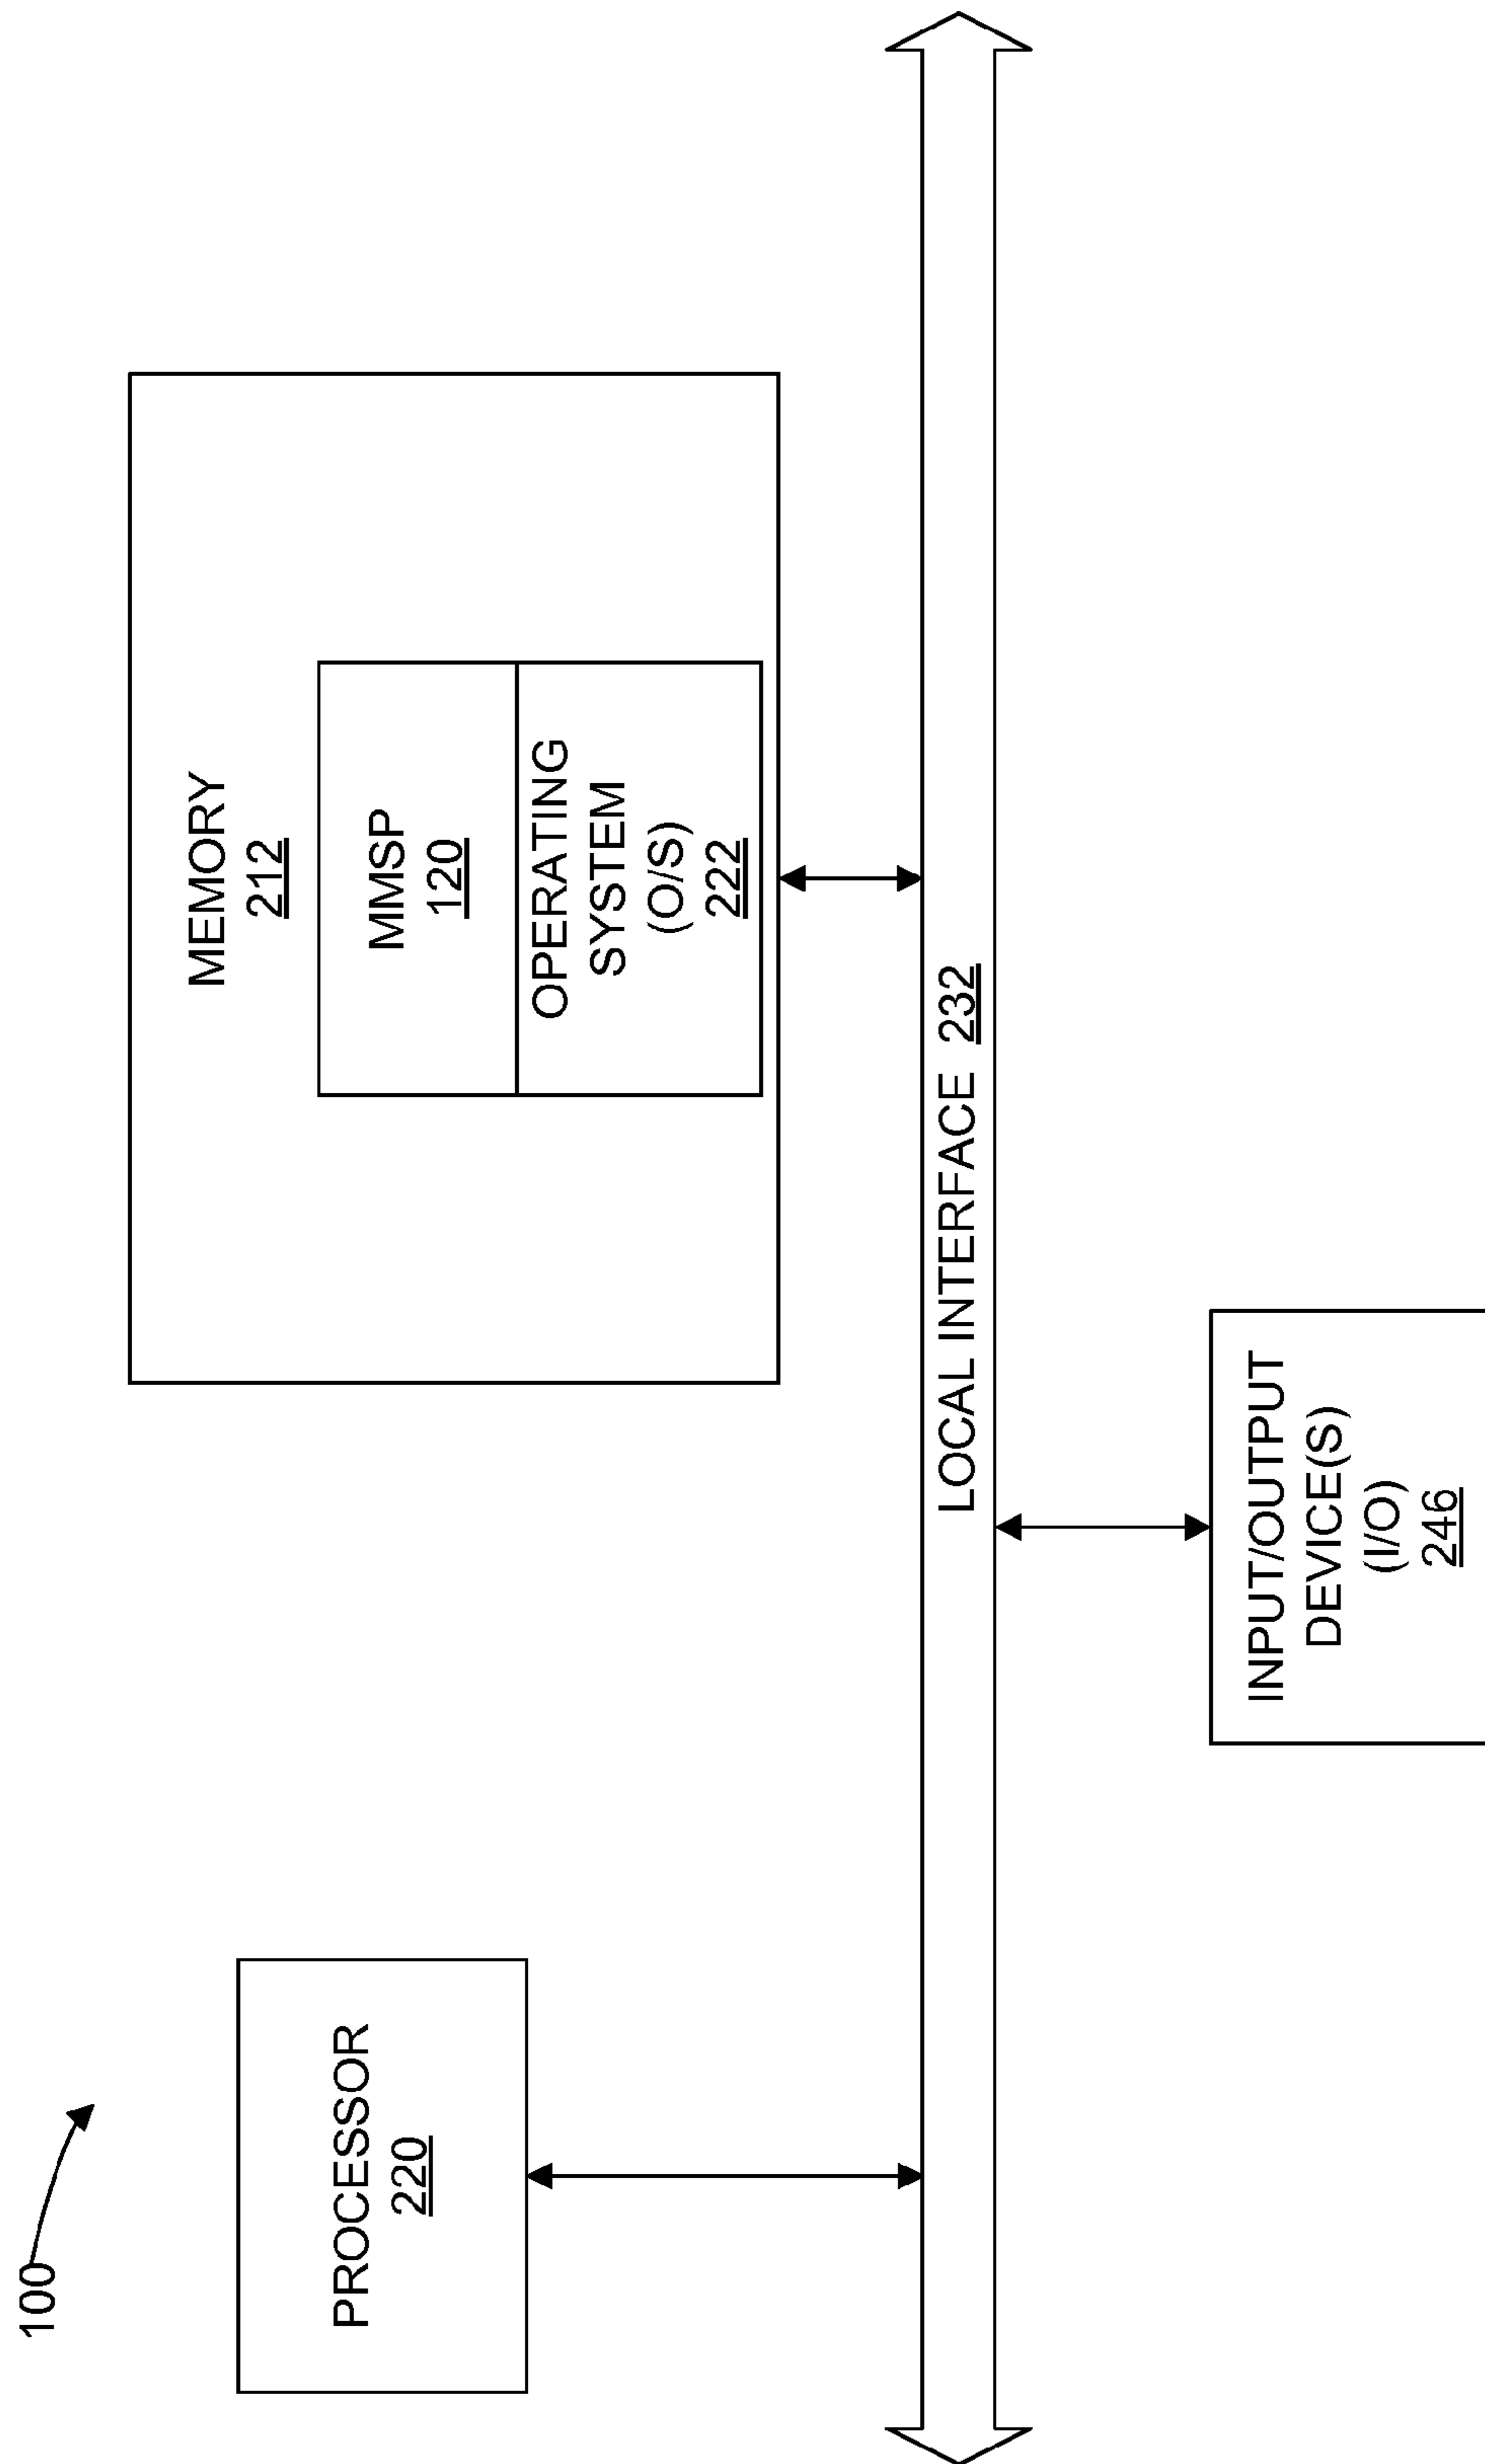 100
PROCESSOR
220
MEMORY
212
MMSP
120
OPERATING
SYSTEM
(O/S)
222
LOCAL INTERFACE 232
INPUT/OUTPUT
DEVICE(S)
(I/O)
246